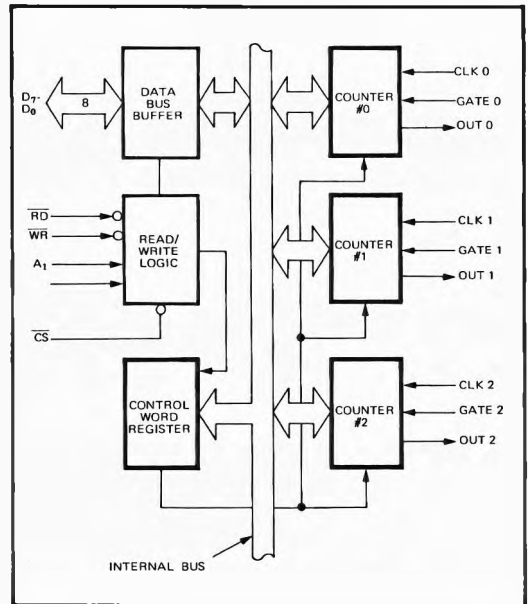 DATA
BUS
BUFFER
D7-
D0
8
RD
WR
A1
CS
READ/
WRITE
LOGIC
CONTROL
WORD
REGISTER
INTERNAL BUS
COUNTER
#0
CLK 0
GATE 0
OUT 0
COUNTER
#1
CLK 1
GATE 1
OUT 1
COUNTER
#2
CLK 2
GATE 2
OUT 2